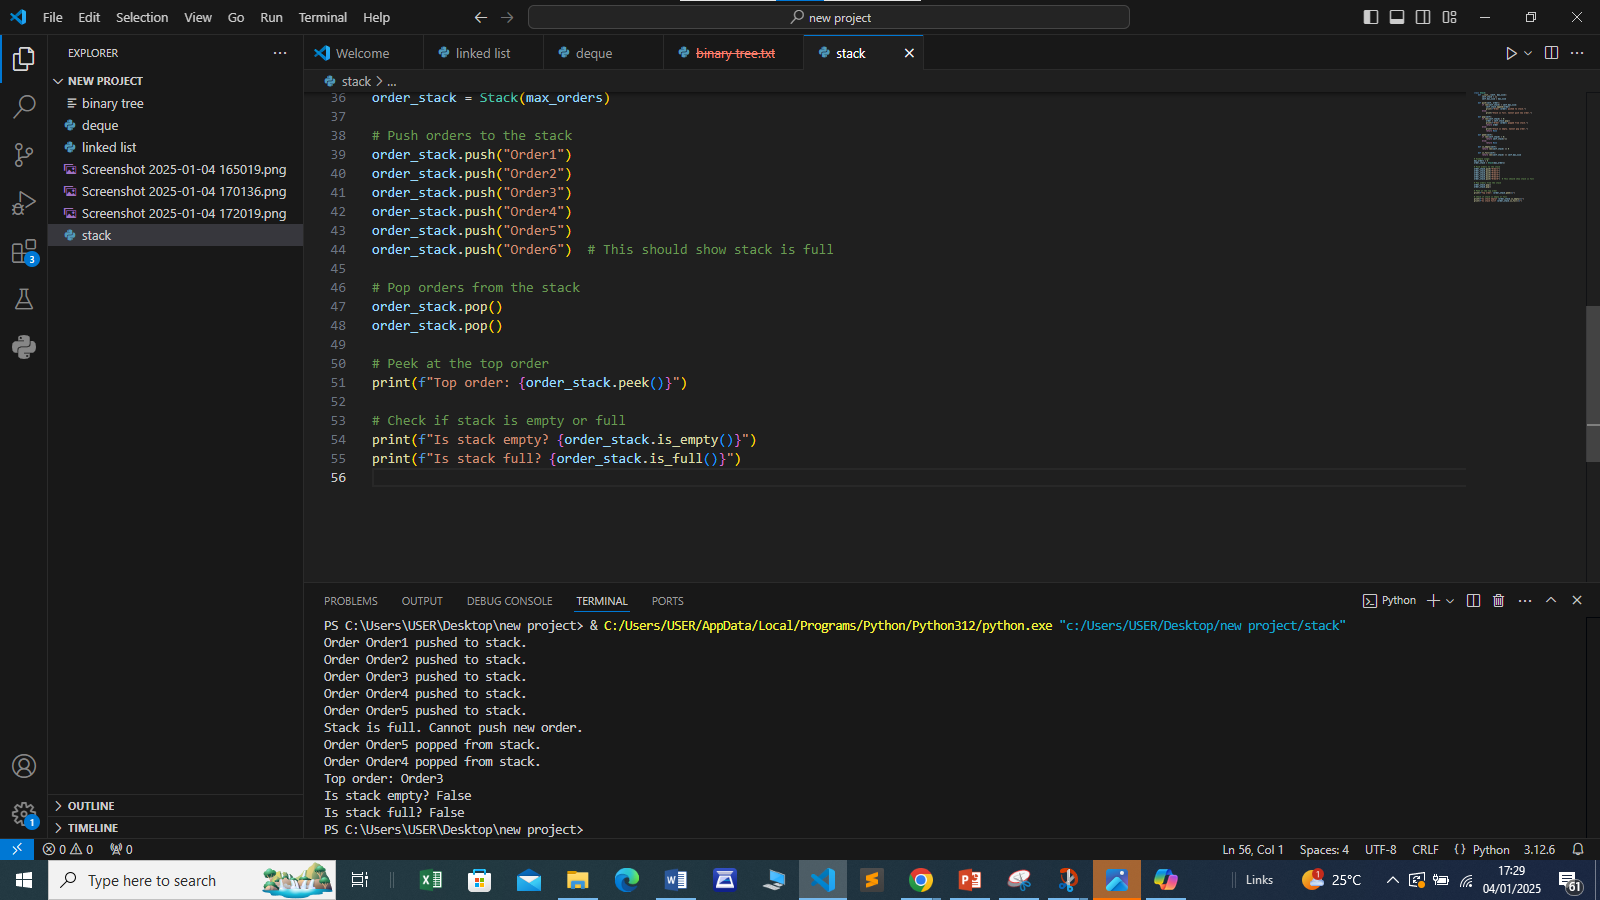 File Edit Selection View Go Run Terminal Help
new project
EXPLORER
NEW PROJECT
binary tree
deque
linked list
Screenshot 2025-01-04 165019.png
Screenshot 2025-01-04 170136.png
Screenshot 2025-01-04 172019.png
stack
OUTLINE
TIMELINE
3
1
Welcome linked list deque binary tree.txt stack
stack > ...
36 order_stack = Stack(max_orders)
37
38 # Push orders to the stack
39 order_stack.push("Order1")
40 order_stack.push("Order2")
41 order_stack.push("Order3")
42 order_stack.push("Order4")
43 order_stack.push("Order5")
44 order_stack.push("Order6")  # This should show stack is full
45
46 # Pop orders from the stack
47 order_stack.pop()
48 order_stack.pop()
49
50 # Peek at the top order
51 print(f"Top order: {order_stack.peek()}")
52
53 # Check if stack is empty or full
54 print(f"Is stack empty? {order_stack.is_empty()}")
55 print(f"Is stack full? {order_stack.is_full()}")
56
PROBLEMS OUTPUT DEBUG CONSOLE TERMINAL PORTS
Python
PS C:\Users\USER\Desktop\new project> & C:/Users/USER/AppData/Local/Programs/Python/Python312/python.exe "c:/Users/USER/Desktop/new project/stack"
Order Order1 pushed to stack.
Order Order2 pushed to stack.
Order Order3 pushed to stack.
Order Order4 pushed to stack.
Order Order5 pushed to stack.
Stack is full. Cannot push new order.
Order Order5 popped from stack.
Order Order4 popped from stack.
Top order: Order3
Is stack empty? False
Is stack full? False
PS C:\Users\USER\Desktop\new project>
0 0 0
Ln 56, Col 1 Spaces: 4 UTF-8 CRLF {} Python 3.12.6
Type here to search
Links
1
25°C
17:29
04/01/2025
61